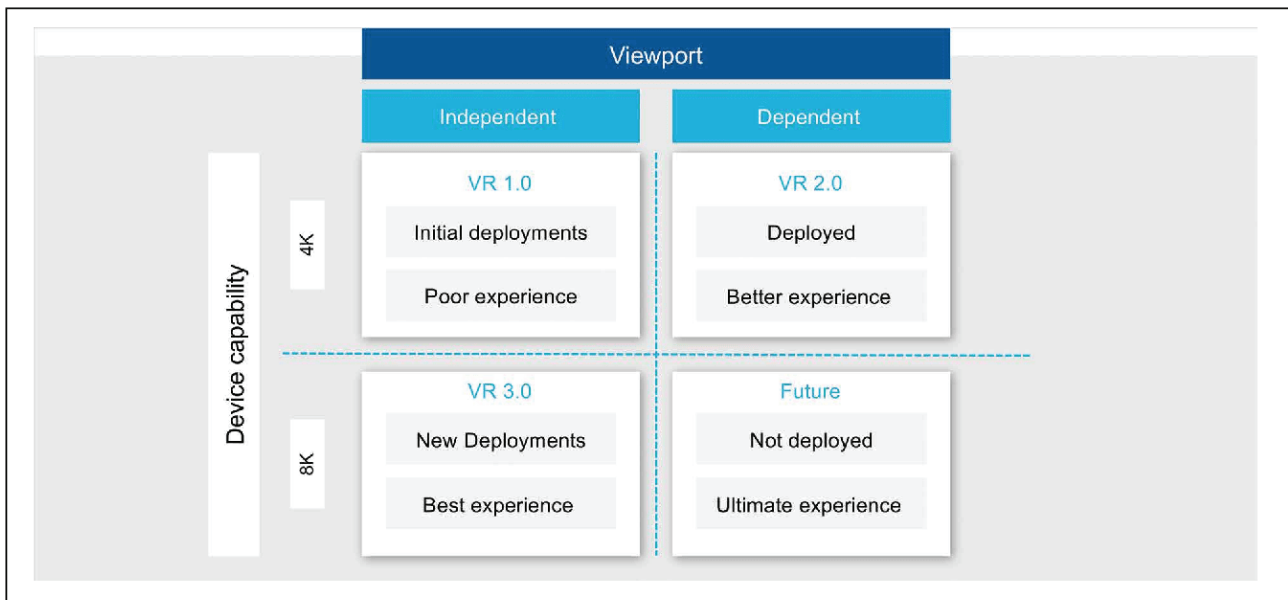 Viewport
Independent
Dependent
Device capability
4K
VR 1.0
Initial deployments
Poor experience
VR 2.0
Deployed
Better experience
8K
VR 3.0
New Deployments
Best experience
Future
Not deployed
Ultimate experience